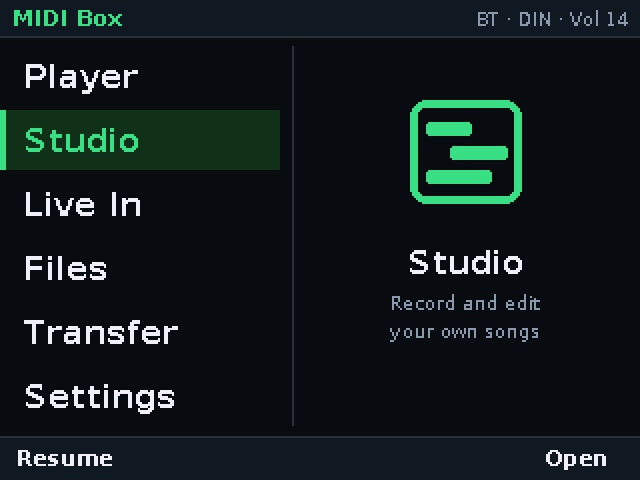 MIDI Box
BT · DIN · Vol 14
Player
Studio
Live In
Files
Transfer
Settings
Studio
Record and edit
your own songs
Resume
Open